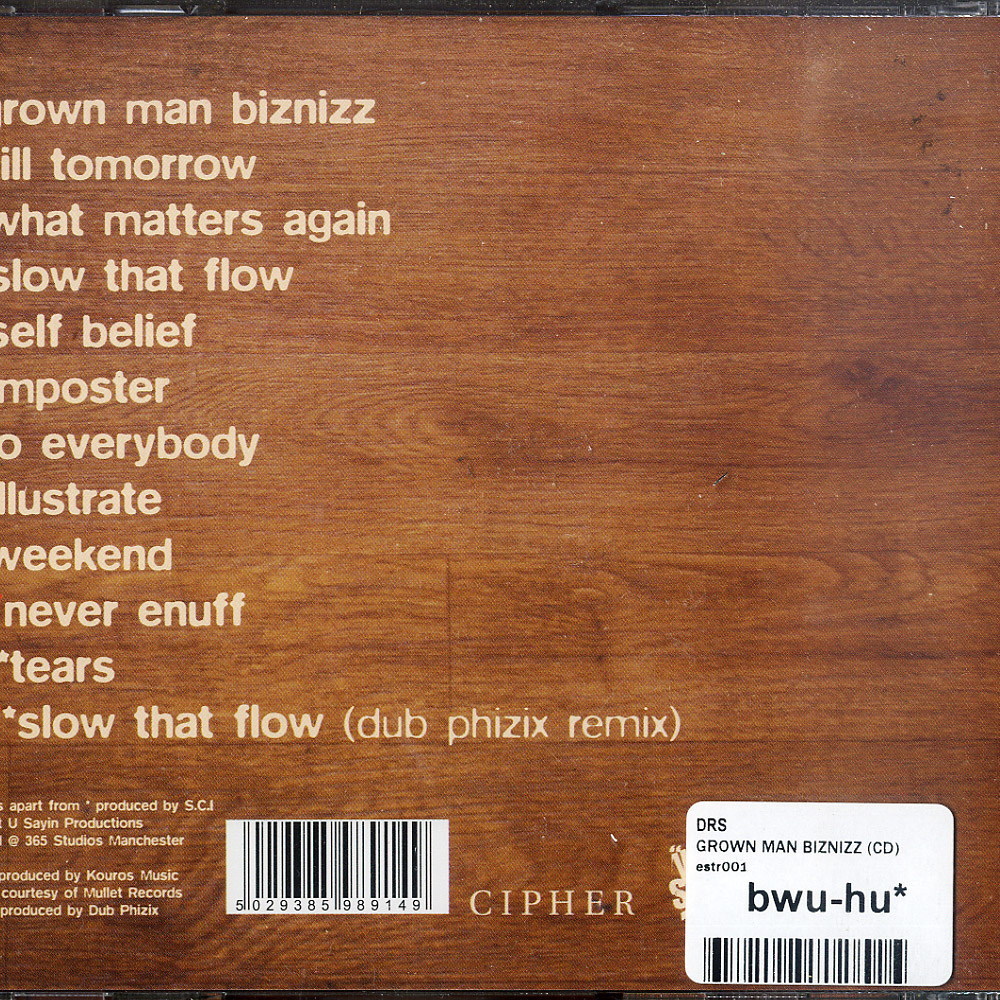 rown man biznizz
ill tomorrow
what matters again
slow that flow
self belief
mposter
o everybody
llustrate
weekend
never enuff
*tears
*slow that flow (dub phizix remix)
s apart from * produced by S.C.I
t U Sayin Productions
l @ 365 Studios Manchester
produced by Kouros Music
courtesy of Mullet Records
produced by Dub Phizix
5 029385 989149
CIPHER
DRS
GROWN MAN BIZNIZZ (CD)
estr001
bwu-hu*